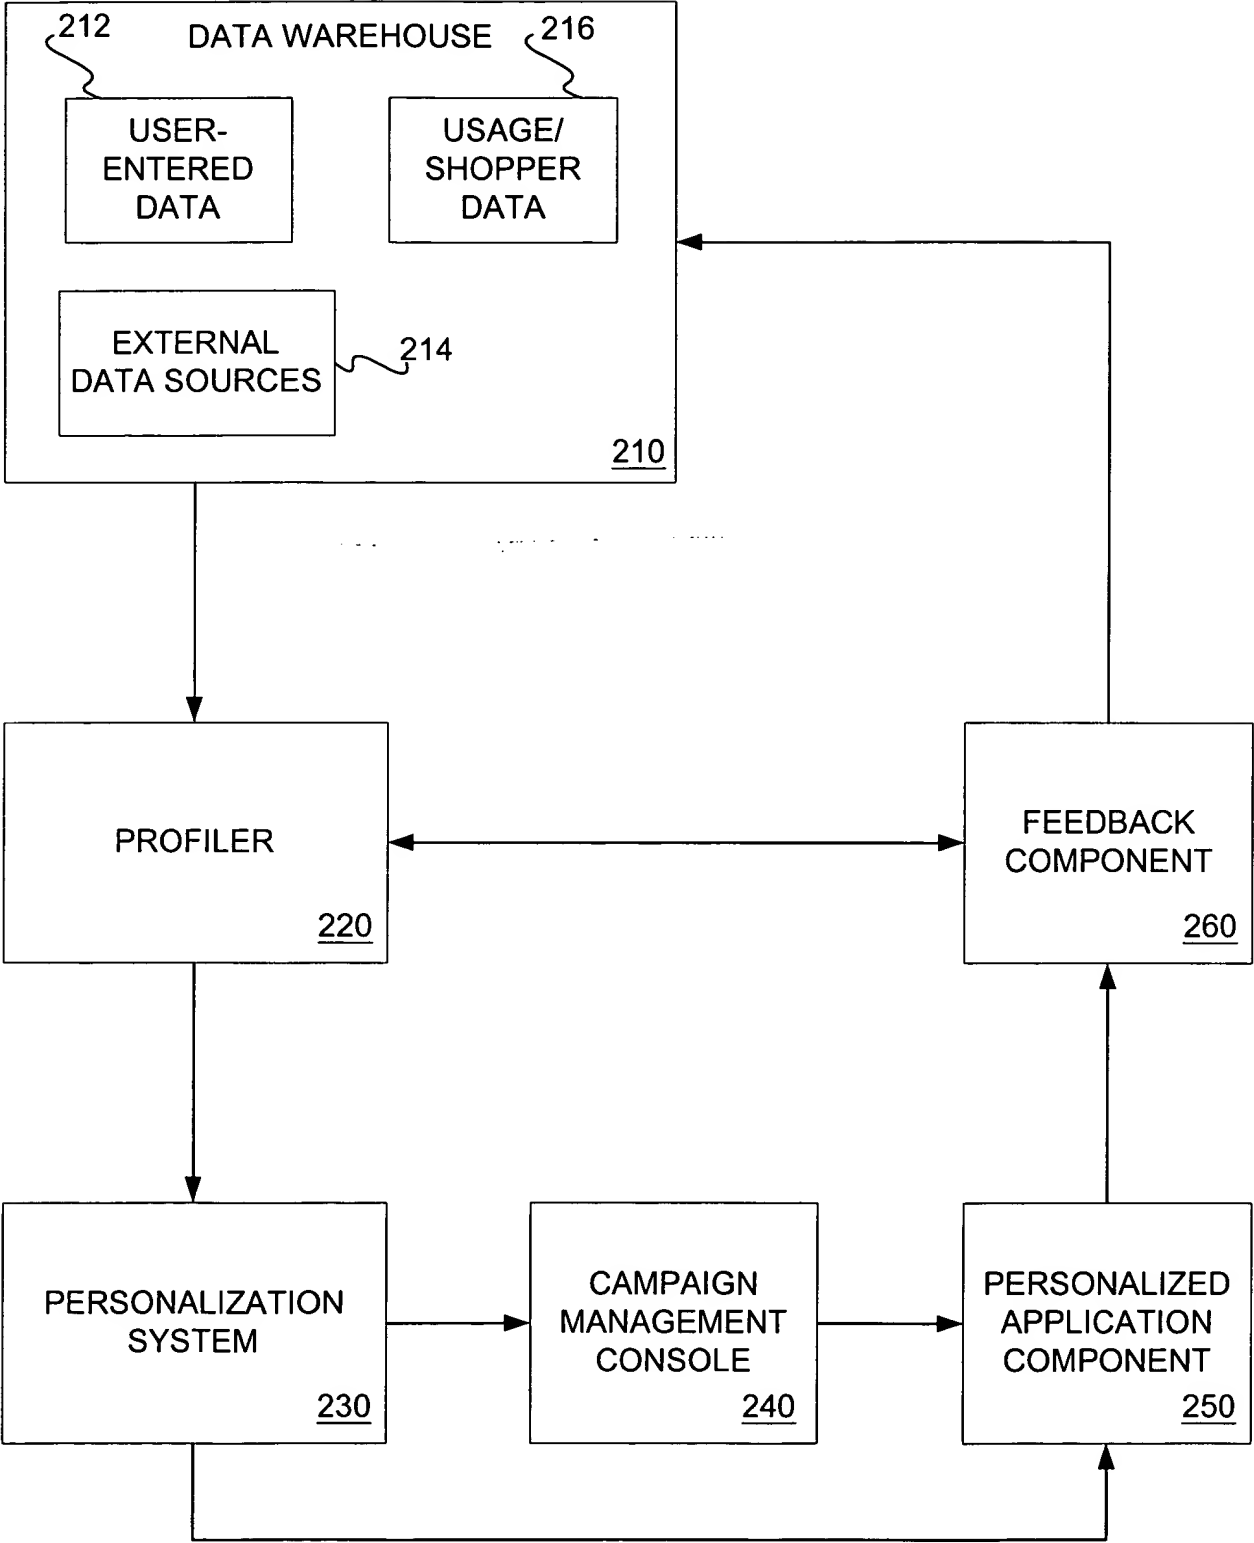 212
DATA WAREHOUSE
216
USER-
ENTERED
DATA
USAGE/
SHOPPER
DATA
EXTERNAL
DATA SOURCES
214
210
PROFILER
220
FEEDBACK
COMPONENT
260
PERSONALIZATION
SYSTEM
230
CAMPAIGN
MANAGEMENT
CONSOLE
240
PERSONALIZED
APPLICATION
COMPONENT
250